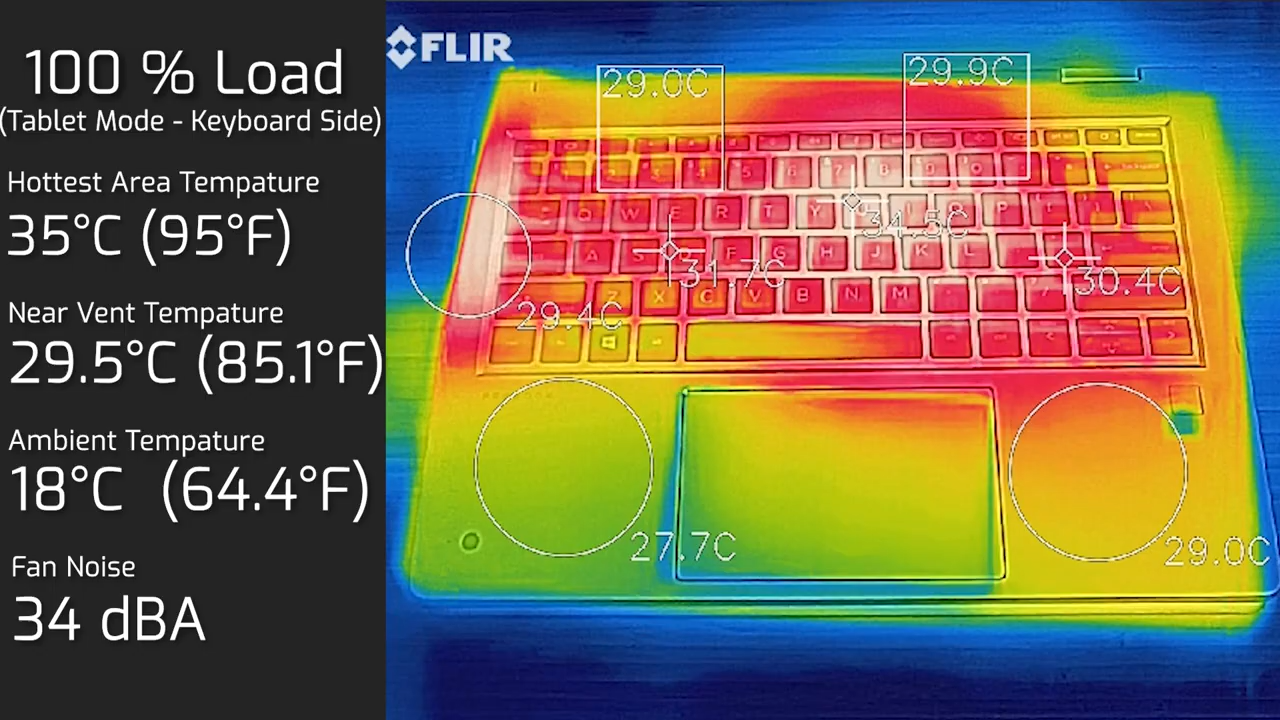 100 % Load
(Tablet Mode - Keyboard Side)
Hottest Area Tempature
35°C (95°F)
Near Vent Tempature
29.5°C (85.1°F)
Ambient Tempature
18°C (64.4°F)
Fan Noise
34 dBA
FLIR
29.0C
29.9C
34.5C
31.7C
30.4C
29.4C
27.7C
29.0C
Q W E R T Y P
A S F G H J K L
Z X C V B N M